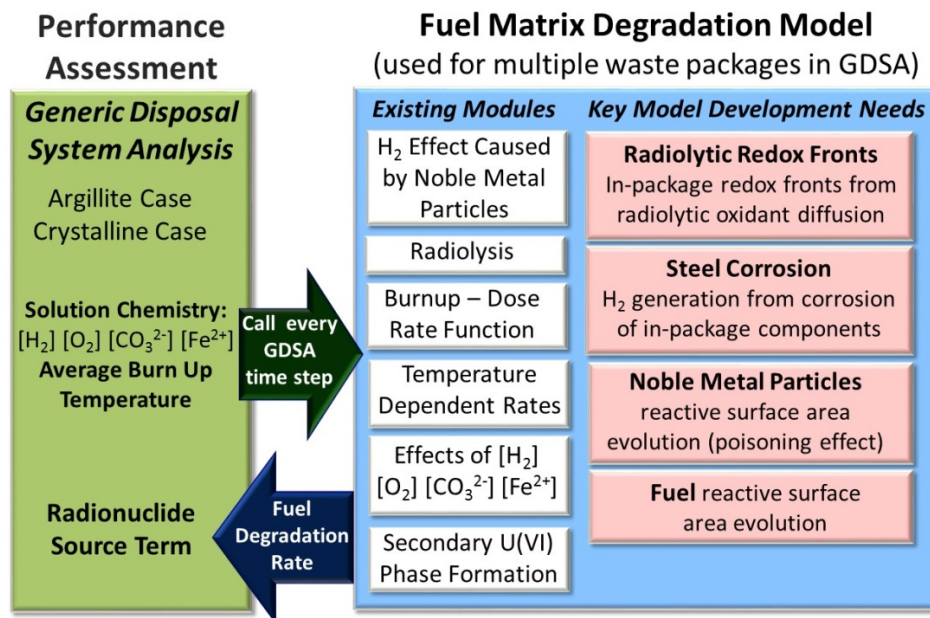 Performance
Assessment
Generic Disposal
System Analysis
Argillite Case
Crystalline Case
Solution Chemistry:
[H₂] [O₂] [CO₃²⁻] [Fe²⁺]
Average Burn Up
Temperature
Radionuclide
Source Term
Call every
GDSA
time step
Fuel
Degradation
Rate
Fuel Matrix Degradation Model
(used for multiple waste packages in GDSA)
Existing Modules
H₂ Effect Caused
by Noble Metal
Particles
Radiolysis
Burnup – Dose
Rate Function
Temperature
Dependent Rates
Effects of [H₂]
[O₂] [CO₃²⁻] [Fe²⁺]
Secondary U(VI)
Phase Formation
Key Model Development Needs
Radiolytic Redox Fronts
In-package redox fronts from
radiolytic oxidant diffusion
Steel Corrosion
H₂ generation from corrosion
of in-package components
Noble Metal Particles
reactive surface area
evolution (poisoning effect)
Fuel reactive surface
area evolution